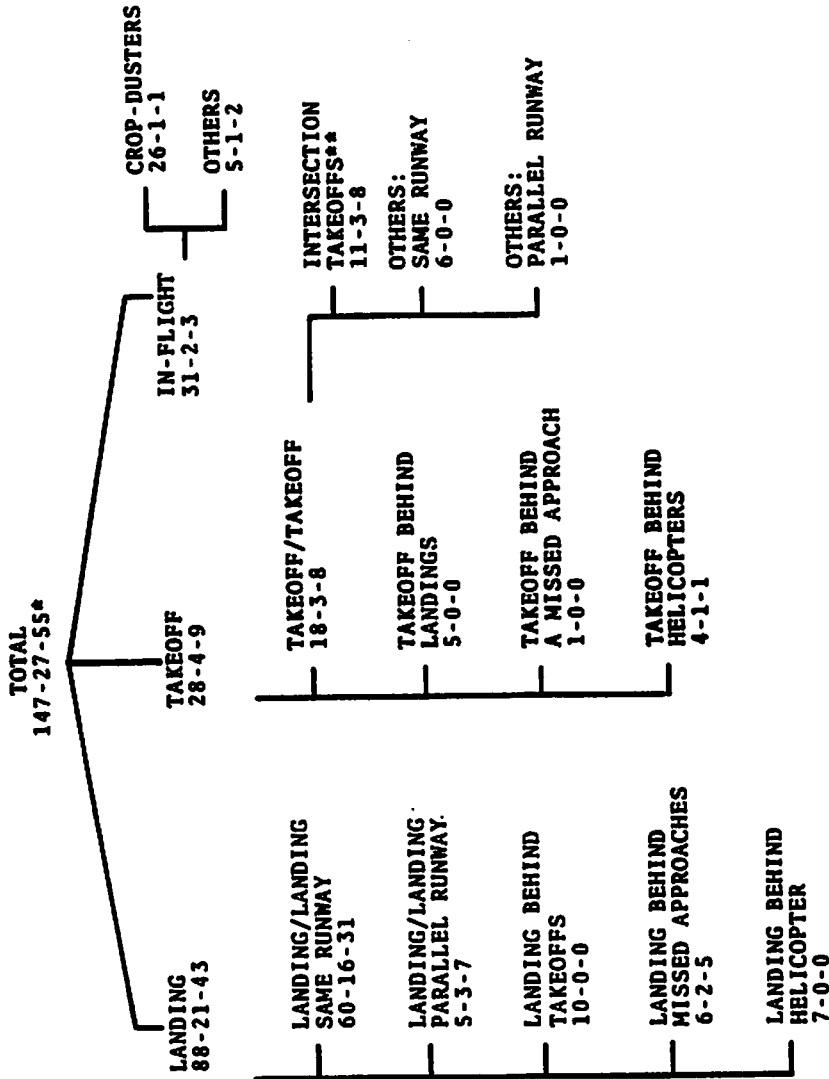 TOTAL
147-27-55*
LANDING
88-21-43
LANDING/LANDING
SAME RUNWAY
60-16-31
LANDING/LANDING
PARALLEL RUNWAY
5-3-7
LANDING BEHIND
TAKEOFFS
10-0-0
LANDING BEHIND
MISSED APPROACHES
6-2-5
LANDING BEHIND
HELICOPTER
7-0-0
TAKEOFF
28-4-9
TAKEOFF/TAKEOFF
18-3-8
TAKEOFF BEHIND
LANDINGS
5-0-0
TAKEOFF BEHIND
A MISSED APPROACH
1-0-0
TAKEOFF BEHIND
HELICOPTERS
4-1-1
INTERSECTION
TAKEOFFS**
11-3-8
OTHERS:
SAME RUNWAY
6-0-0
OTHERS:
PARALLEL RUNWAY
1-0-0
IN-FLIGHT
31-2-3
CROP-DUSTERS
26-1-1
OTHERS
5-1-2